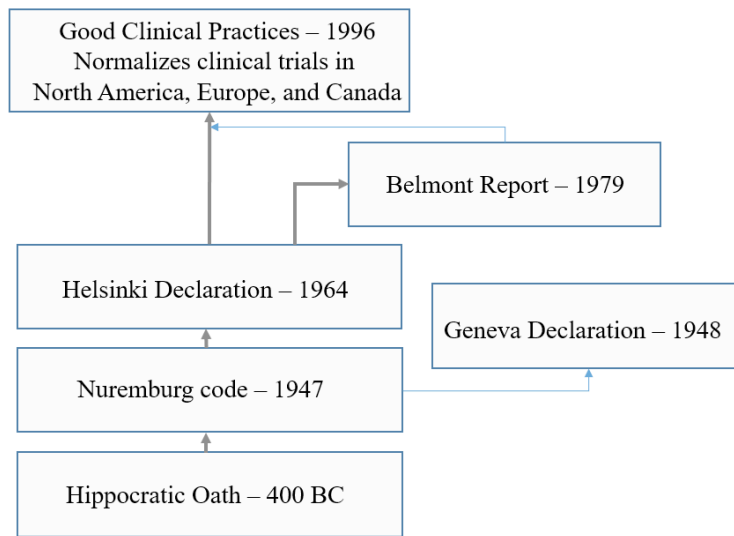 Good Clinical Practices – 1996
Normalizes clinical trials in
North America, Europe, and Canada
Belmont Report – 1979
Helsinki Declaration – 1964
Geneva Declaration – 1948
Nuremburg code – 1947
Hippocratic Oath – 400 BC